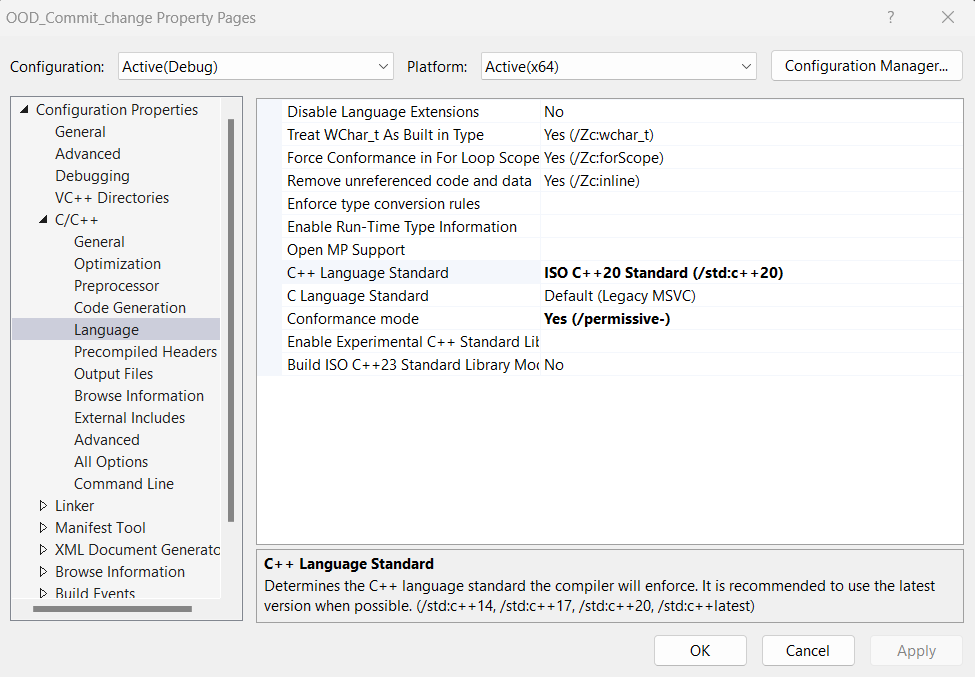 OOD_Commit_change Property Pages
?
Configuration: Active(Debug) Platform: Active(x64) Configuration Manager...
Configuration Properties
General
Advanced
Debugging
VC++ Directories
C/C++
General
Optimization
Preprocessor
Code Generation
Language
Precompiled Headers
Output Files
Browse Information
External Includes
Advanced
All Options
Command Line
Linker
Manifest Tool
XML Document Generato
Browse Information
Build Events
Disable Language Extensions No
Treat WChar_t As Built in Type Yes (/Zc:wchar_t)
Force Conformance in For Loop Scope Yes (/Zc:forScope)
Remove unreferenced code and data Yes (/Zc:inline)
Enforce type conversion rules
Enable Run-Time Type Information
Open MP Support
C++ Language Standard ISO C++20 Standard (/std:c++20)
C Language Standard Default (Legacy MSVC)
Conformance mode Yes (/permissive-)
Enable Experimental C++ Standard Lib
Build ISO C++23 Standard Library Mod No
C++ Language Standard
Determines the C++ language standard the compiler will enforce. It is recommended to use the latest
version when possible. (/std:c++14, /std:c++17, /std:c++20, /std:c++latest)
OK Cancel Apply